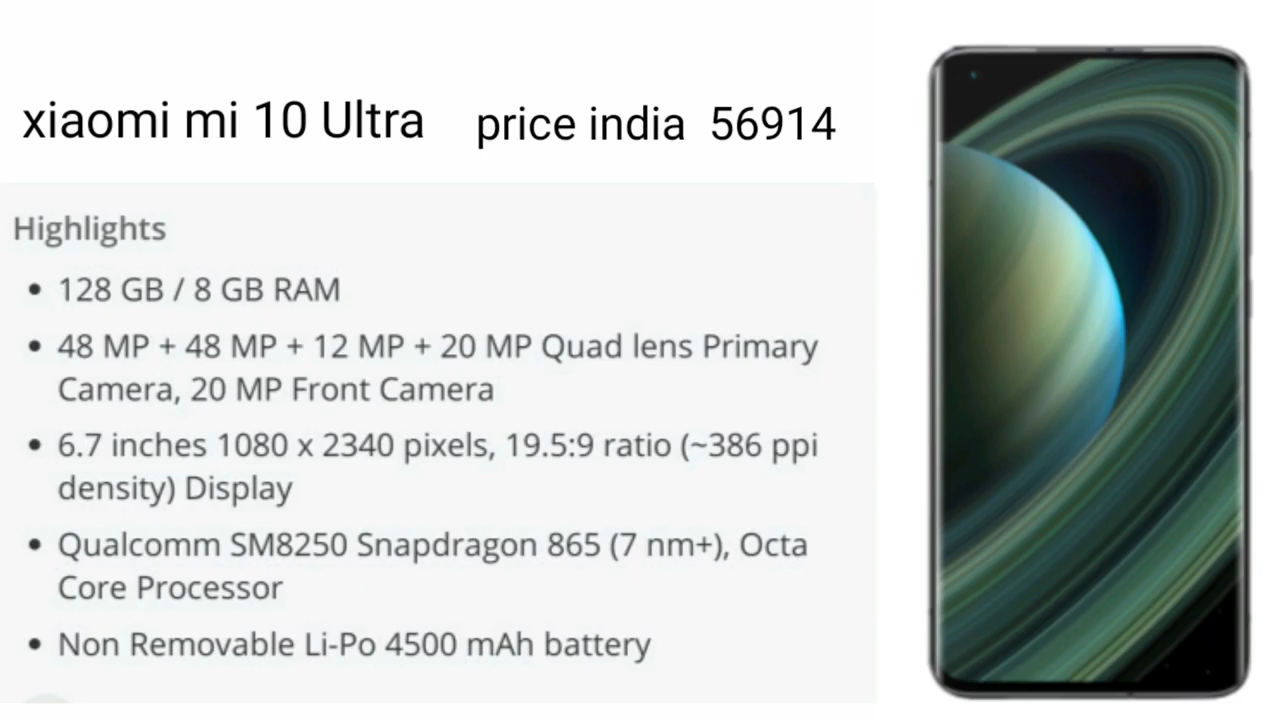 xiaomi mi 10 Ultra price india 56914
Highlights
• 128 GB / 8 GB RAM
• 48 MP + 48 MP + 12 MP + 20 MP Quad lens Primary
Camera, 20 MP Front Camera
• 6.7 inches 1080 x 2340 pixels, 19.5:9 ratio (~386 ppi
density) Display
• Qualcomm SM8250 Snapdragon 865 (7 nm+), Octa
Core Processor
• Non Removable Li-Po 4500 mAh battery